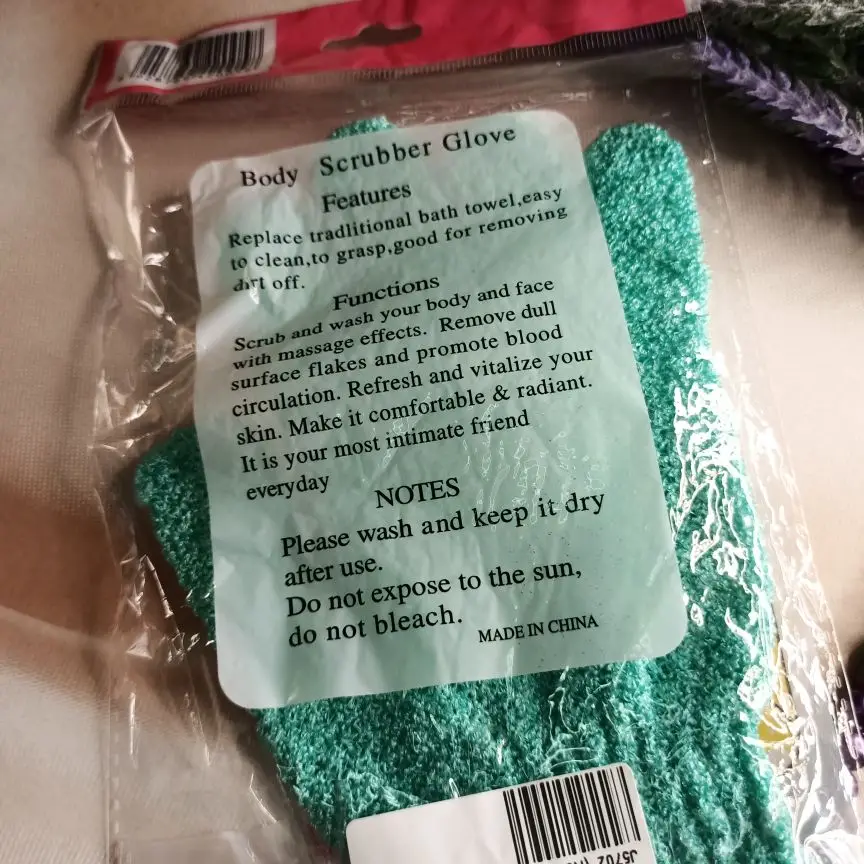 Body Scrubber Glove
Features
Replace traditional bath towel,easy
to clean,to grasp,good for removing
dirt off.
Functions
Scrub and wash your body and face
with massage effects. Remove dull
surface flakes and promote blood
circulation. Refresh and vitalize your
skin. Make it comfortable & radiant.
It is your most intimate friend
everyday
NOTES
Please wash and keep it dry
after use.
Do not expose to the sun,
do not bleach.
MADE IN CHINA